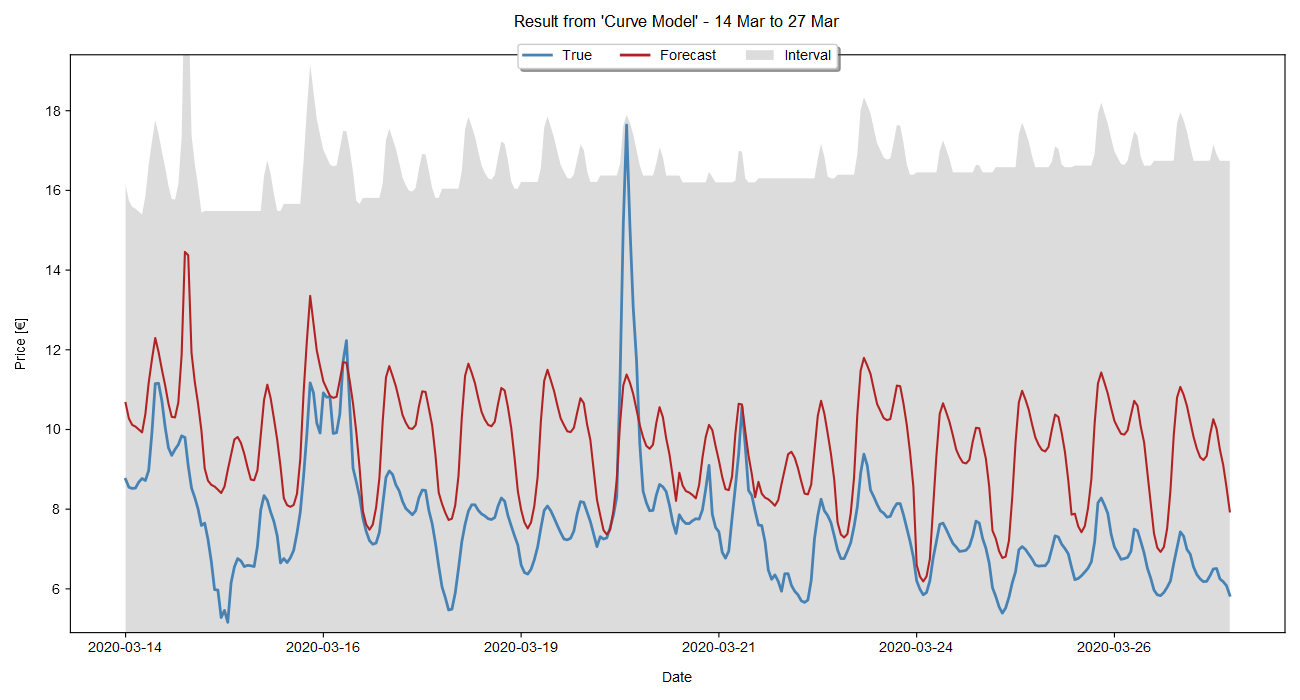 Result from 'Curve Model' - 14 Mar to 27 Mar
True Forecast Interval
18
16
14
12
10
8
6
Price [€]
2020-03-14 2020-03-16 2020-03-19 2020-03-21 2020-03-24 2020-03-26
Date